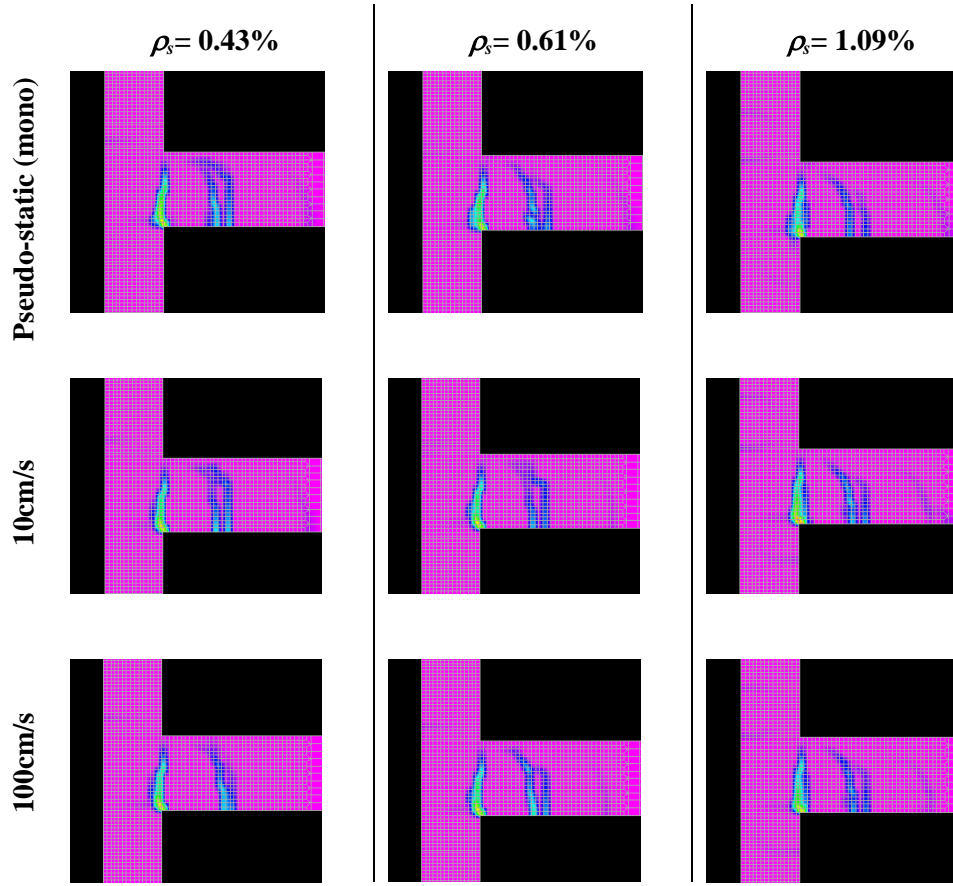 ρs= 0.43%
ρs= 0.61%
ρs= 1.09%
Pseudo-static (mono)
10cm/s
100cm/s